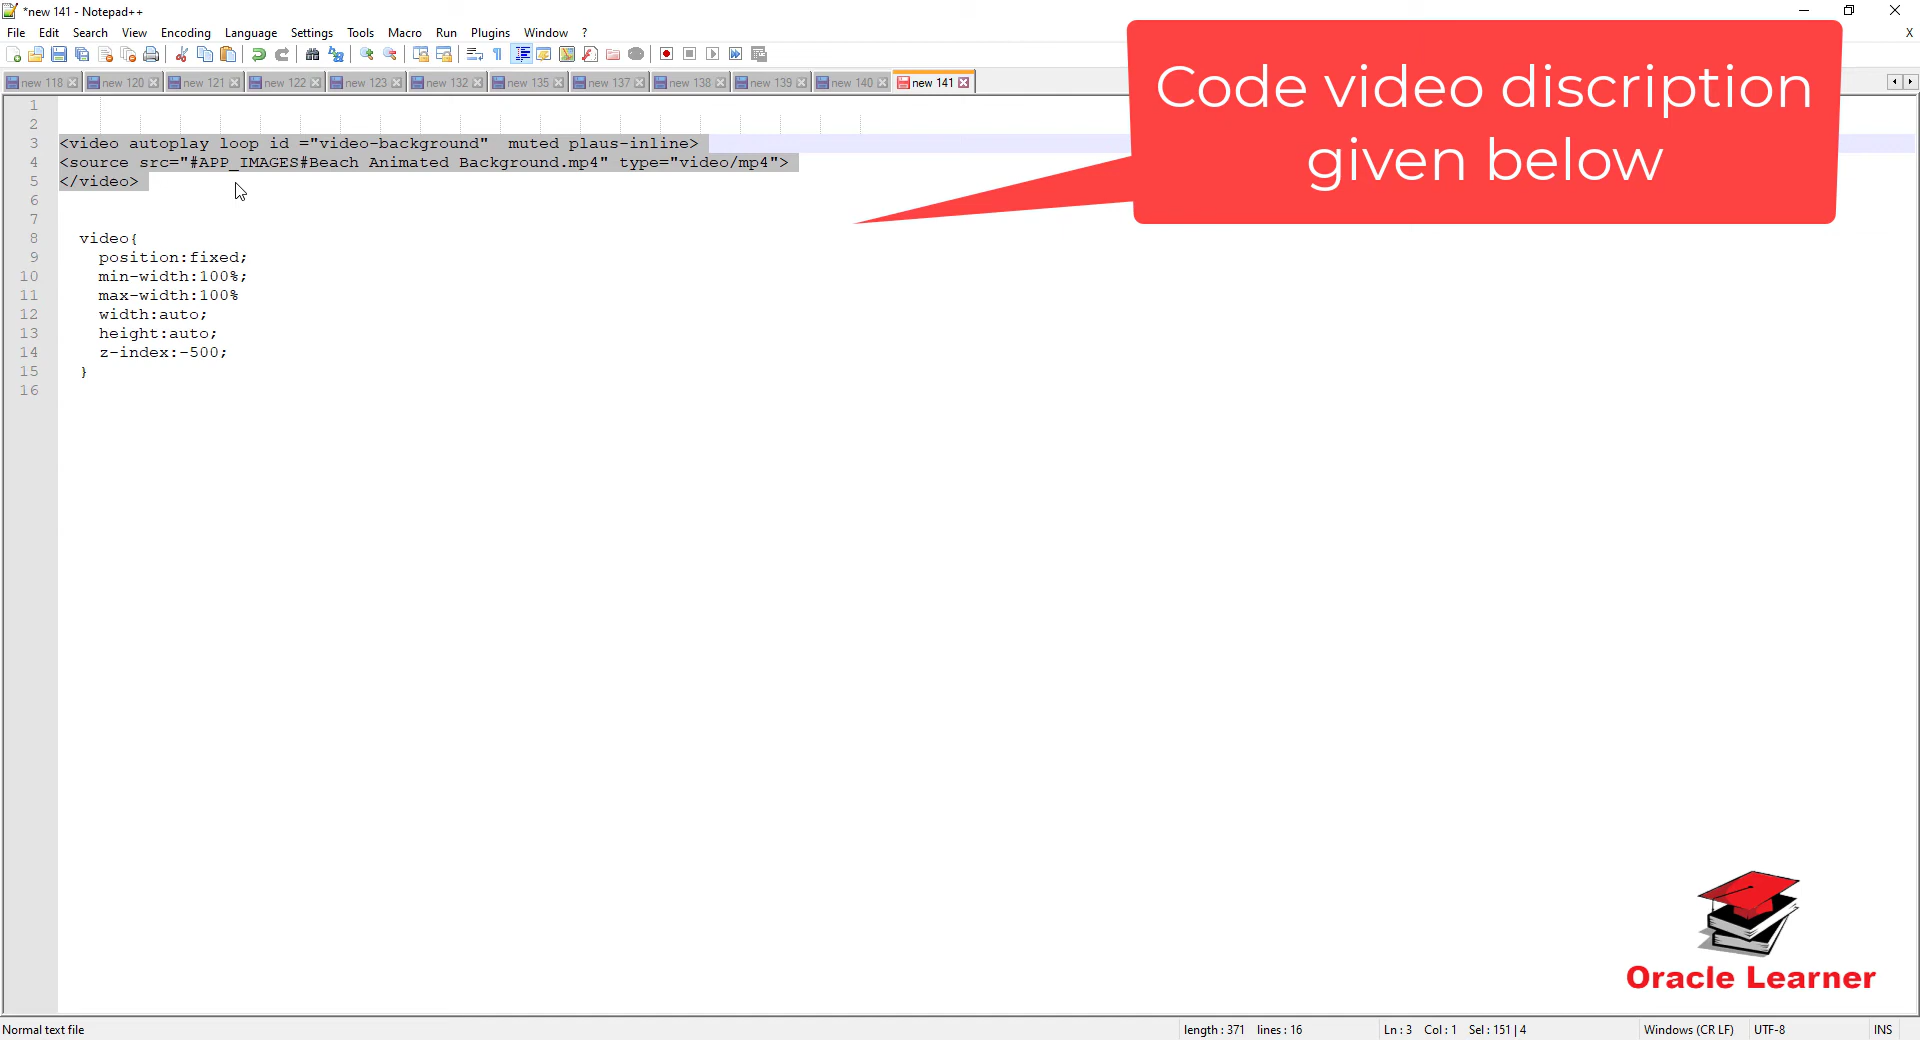 *new 141 - Notepad++
File Edit Search View Encoding Language Settings Tools Macro Run Plugins Window ? X
new 118 new 120 new 121 new 122 new 123 new 132 new 135 new 137 new 138 new 139 new 140 new 141
Code video discription
given below
1
2
3 <video autoplay loop id ="video-background"  muted plaus-inline>
4 <source src="#APP_IMAGES#Beach Animated Background.mp4" type="video/mp4">
5 </video>
6
7
8 video{
9 position:fixed;
10 min-width:100%;
11 max-width:100%
12 width:auto;
13 height:auto;
14 z-index:-500;
15 }
16
Oracle Learner
Normal text file length : 371 lines : 16 Ln : 3 Col : 1 Sel : 151 | 4 Windows (CR LF) UTF-8 INS